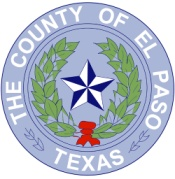 THE COUNTY OF EL PASO
TEXAS